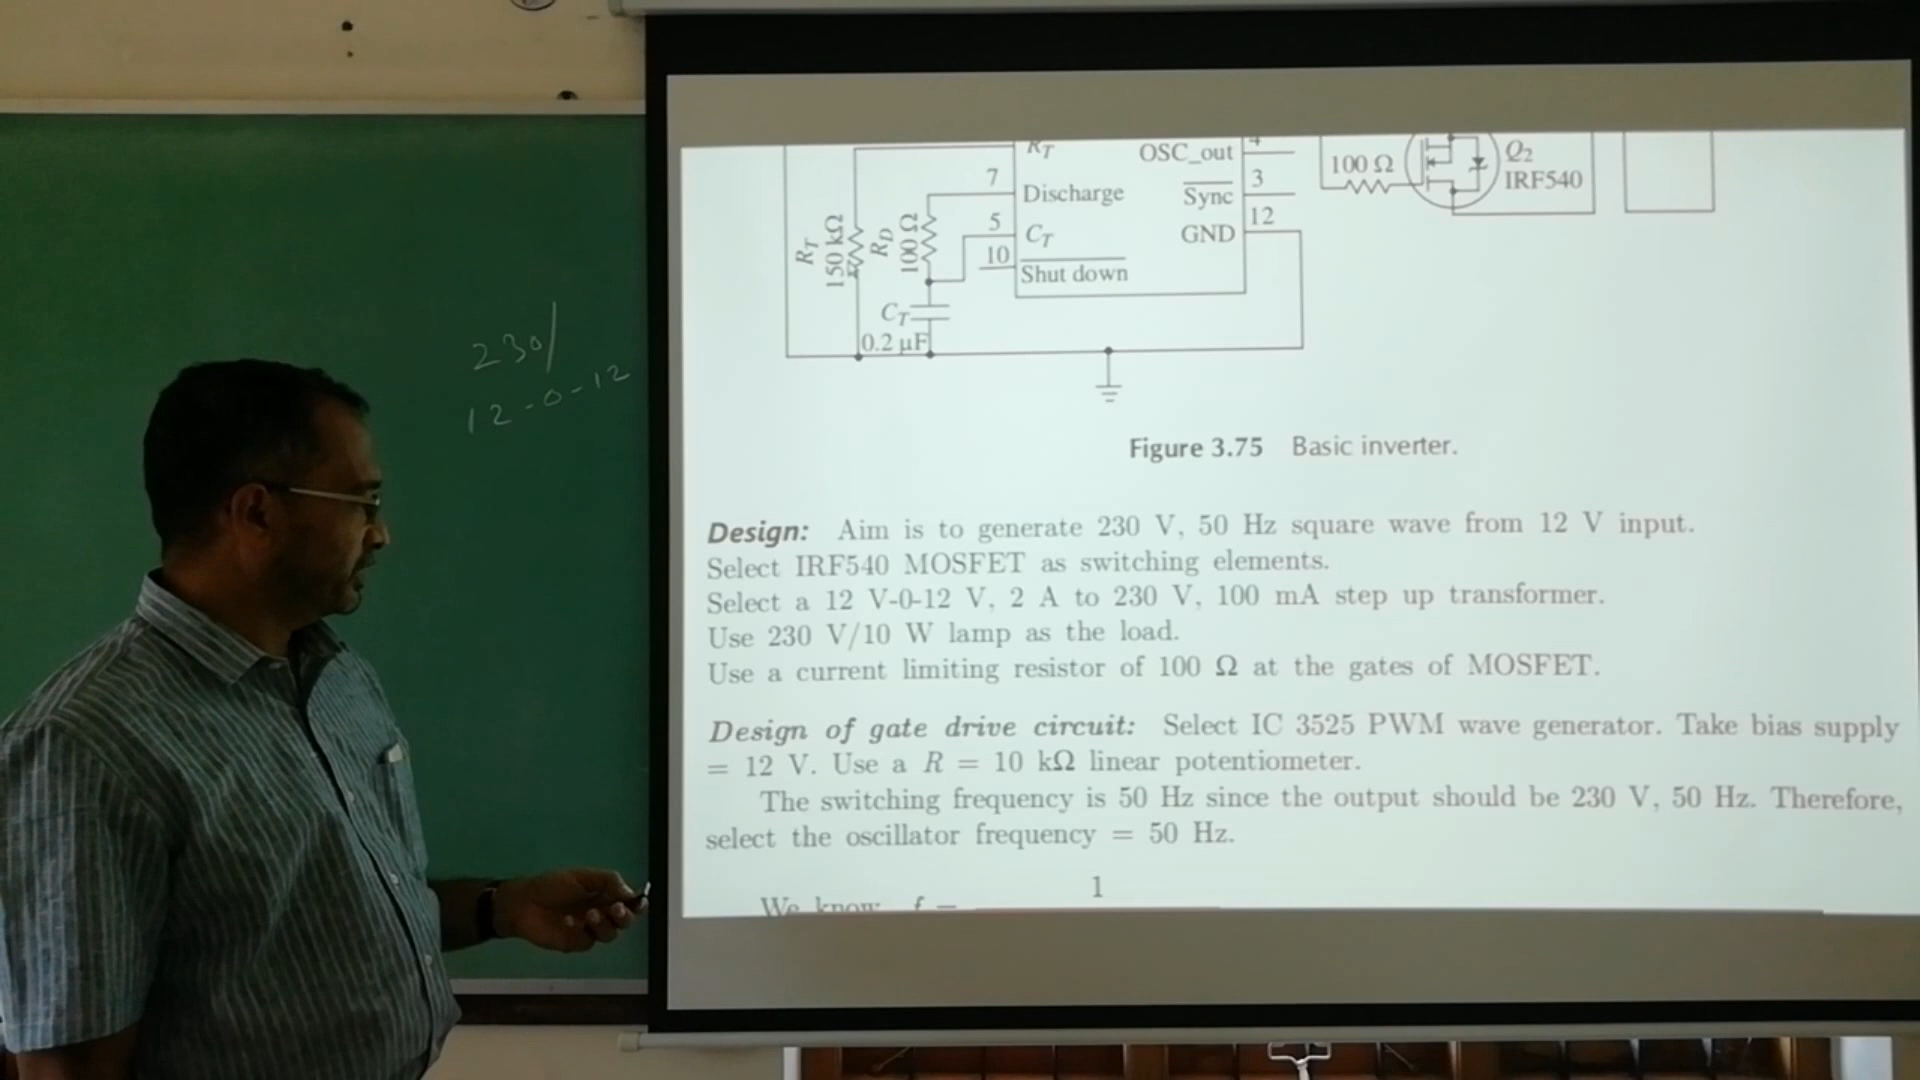 230/
12-0-12
R_T
OSC_out
4
7
Discharge
3
Sync
12
5
C_T
GND
10
Shut down
R_T
150 kΩ
R_D
100 Ω
C_T
0.2 µF
100 Ω
Q_2
IRF540
Figure 3.75 Basic inverter.
Design: Aim is to generate 230 V, 50 Hz square wave from 12 V input.
Select IRF540 MOSFET as switching elements.
Select a 12 V-0-12 V, 2 A to 230 V, 100 mA step up transformer.
Use 230 V/10 W lamp as the load.
Use a current limiting resistor of 100 Ω at the gates of MOSFET.
Design of gate drive circuit: Select IC 3525 PWM wave generator. Take bias supply
= 12 V. Use a R = 10 kΩ linear potentiometer.
The switching frequency is 50 Hz since the output should be 230 V, 50 Hz. Therefore,
select the oscillator frequency = 50 Hz.
1
We know f =